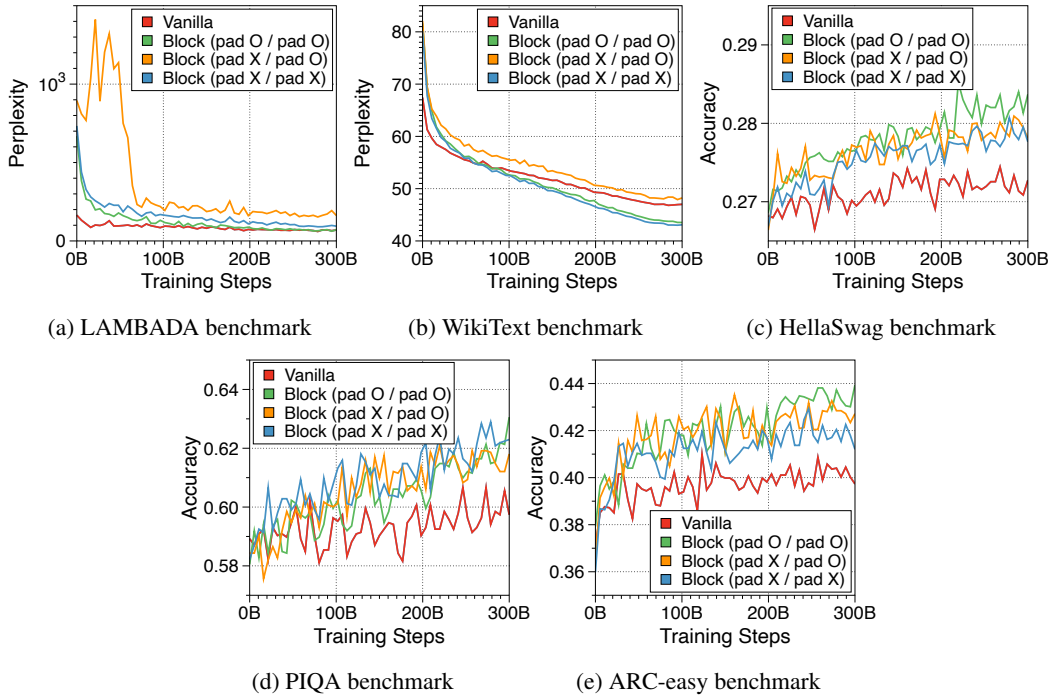 Vanilla
Block (pad O / pad O)
Block (pad X / pad O)
Block (pad X / pad X)
10³
0
Perplexity
0B 100B 200B 300B
Training Steps
(a) LAMBADA benchmark
Vanilla
Block (pad O / pad O)
Block (pad X / pad O)
Block (pad X / pad X)
80
70
60
50
40
Perplexity
0B 100B 200B 300B
Training Steps
(b) WikiText benchmark
Vanilla
Block (pad O / pad O)
Block (pad X / pad O)
Block (pad X / pad X)
0.29
0.28
0.27
Accuracy
0B 100B 200B 300B
Training Steps
(c) HellaSwag benchmark
Vanilla
Block (pad O / pad O)
Block (pad X / pad O)
Block (pad X / pad X)
0.64
0.62
0.60
0.58
Accuracy
0B 100B 200B 300B
Training Steps
(d) PIQA benchmark
0.44
0.42
0.40
0.38
0.36
Accuracy
Vanilla
Block (pad O / pad O)
Block (pad X / pad O)
Block (pad X / pad X)
0B 100B 200B 300B
Training Steps
(e) ARC-easy benchmark